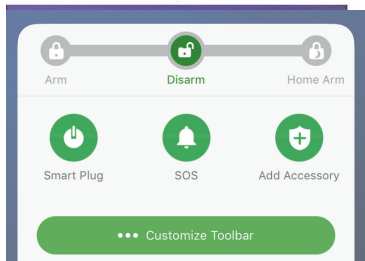 Arm Disarm Home Arm
Smart Plug SOS Add Accessory
Customize Toolbar